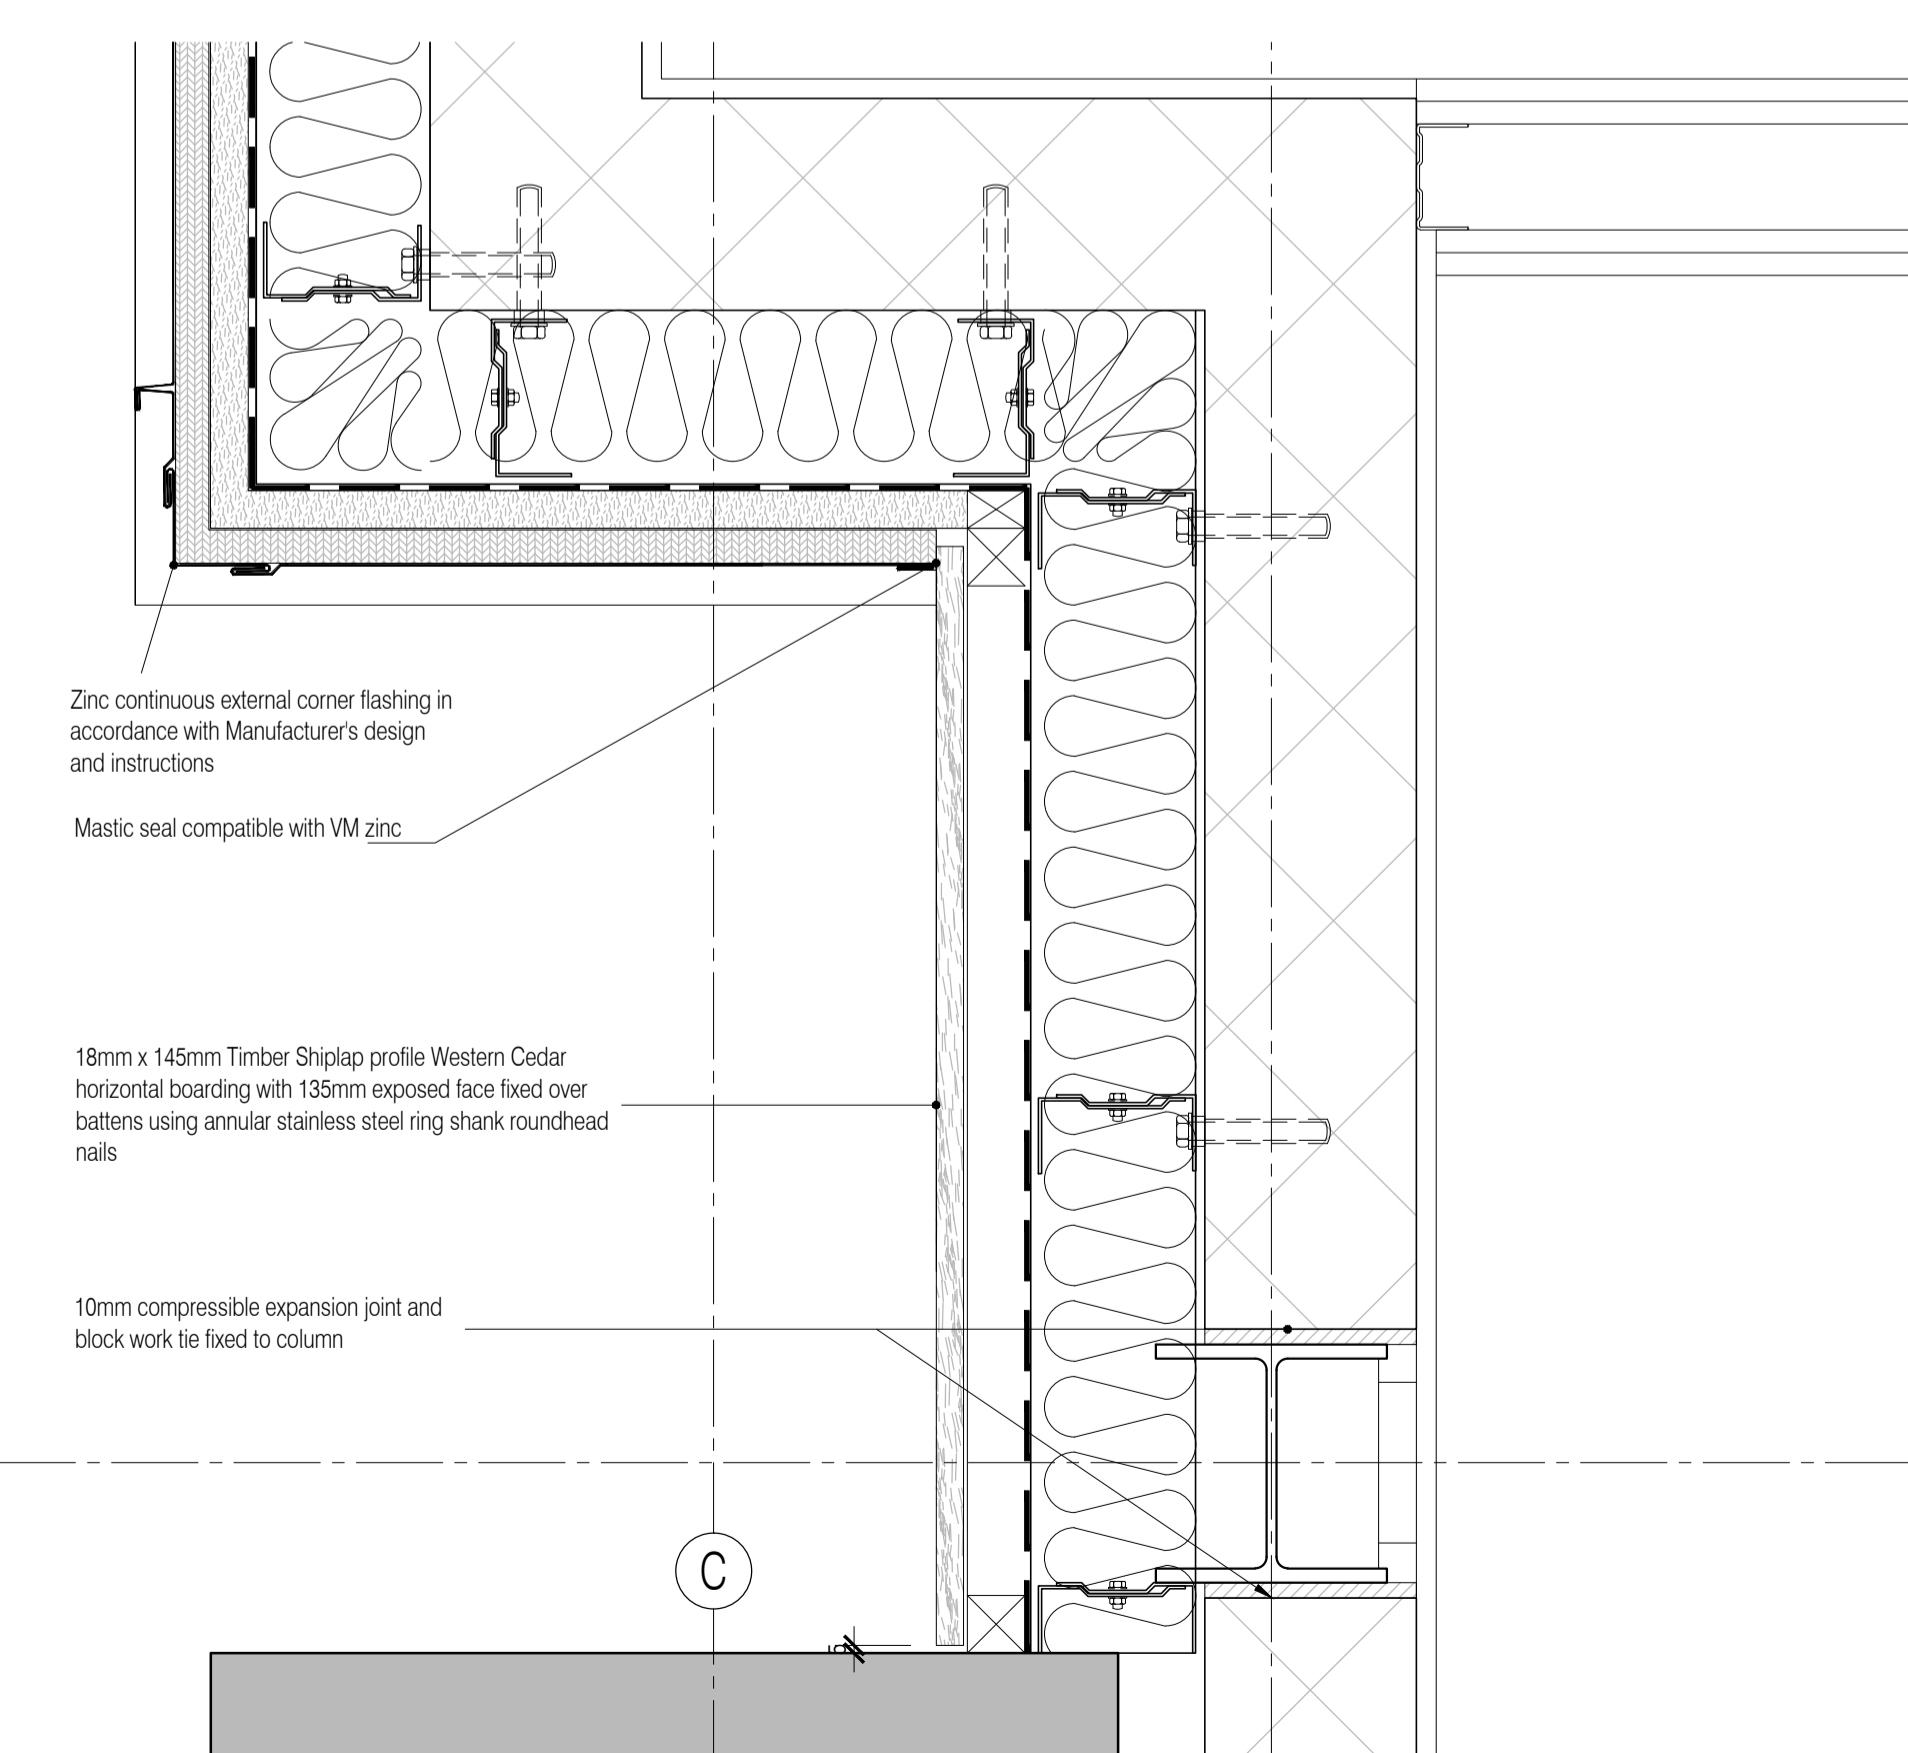 Zinc continuous external corner flashing in
accordance with Manufacturer's design
and instructions
Mastic seal compatible with VM zinc
18mm x 145mm Timber Shiplap profile Western Cedar
horizontal boarding with 135mm exposed face fixed over
battens using annular stainless steel ring shank roundhead
nails
10mm compressible expansion joint and
block work tie fixed to column
C